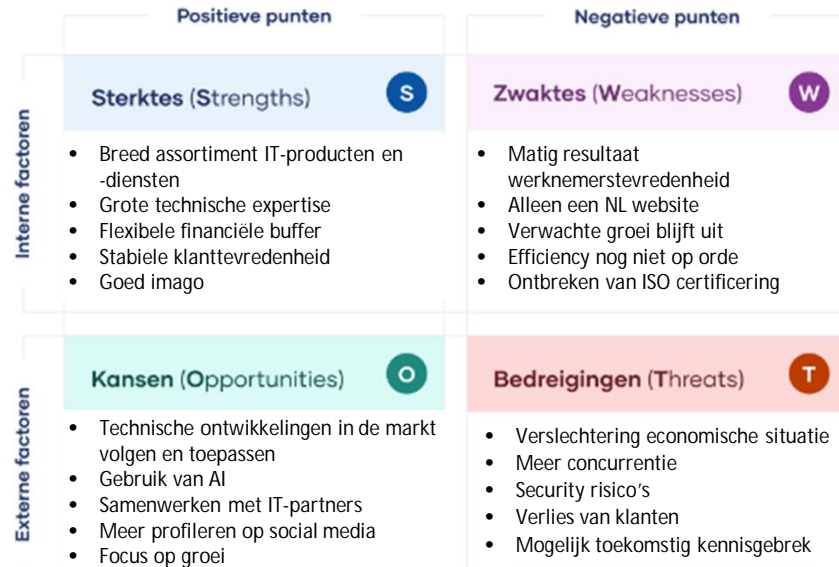 Positieve punten
Negatieve punten
Interne factoren
Sterktes (Strengths)
S
• Breed assortiment IT-producten en
-diensten
• Grote technische expertise
• Flexibele financiële buffer
• Stabiele klanttevredenheid
• Goed imago
Zwaktes (Weaknesses)
W
• Matig resultaat
werknemerstevredenheid
• Alleen een NL website
• Verwachte groei blijft uit
• Efficiency nog niet op orde
• Ontbreken van ISO certificering
Externe factoren
Kansen (Opportunities)
O
• Technische ontwikkelingen in de markt
volgen en toepassen
• Gebruik van AI
• Samenwerken met IT-partners
• Meer profileren op social media
• Focus op groei
Bedreigingen (Threats)
T
• Verslechtering economische situatie
• Meer concurrentie
• Security risico's
• Verlies van klanten
• Mogelijk toekomstig kennisgebrek